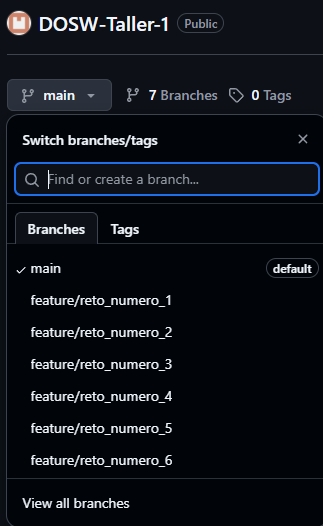 DOSW-Taller-1 Public
main 7 Branches 0 Tags
Switch branches/tags
Find or create a branch...
Branches Tags
main default
feature/reto_numero_1
feature/reto_numero_2
feature/reto_numero_3
feature/reto_numero_4
feature/reto_numero_5
feature/reto_numero_6
View all branches